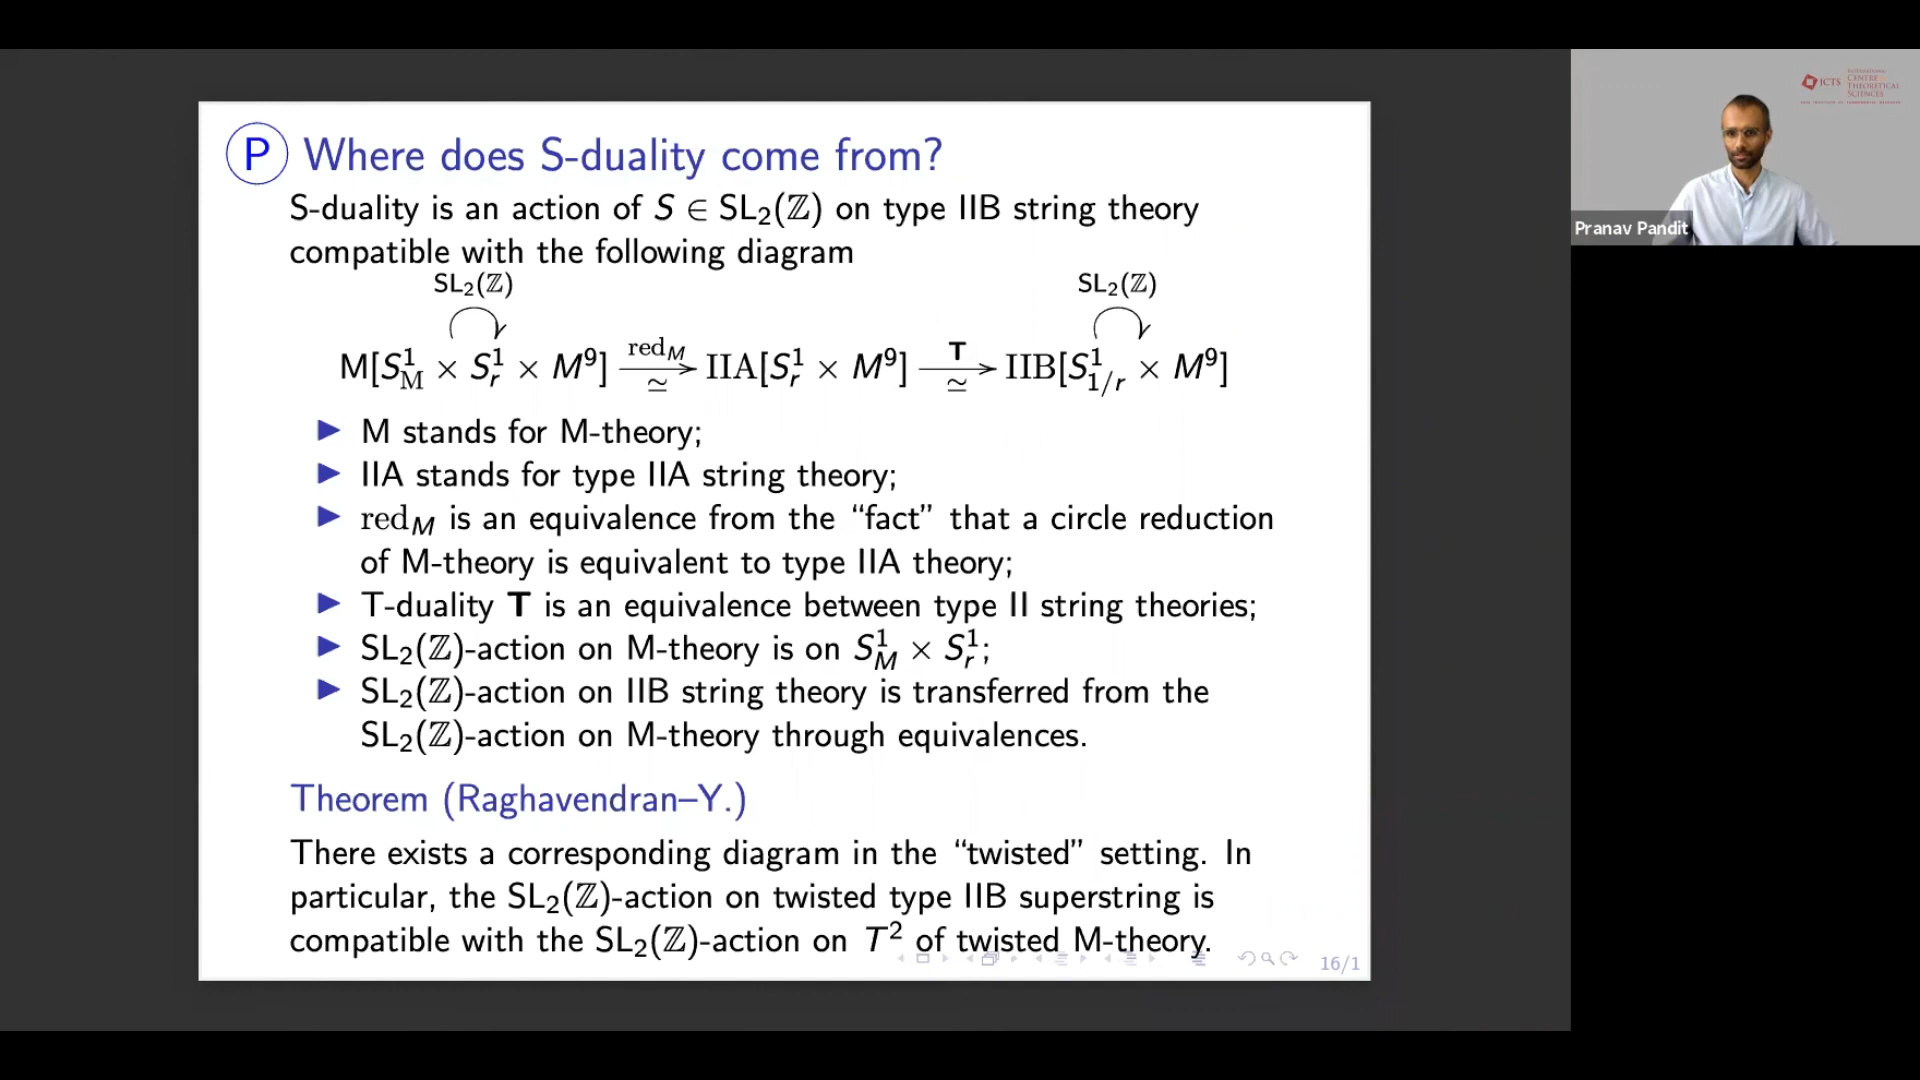 P Where does S-duality come from?
S-duality is an action of S ∈ SL₂(ℤ) on type IIB string theory
compatible with the following diagram
SL₂(ℤ) SL₂(ℤ)
M[S¹_M × S¹_r × M⁹] red_M ≃ → IIA[S¹_r × M⁹] T ≃ → IIB[S¹_{1/r} × M⁹]
▶ M stands for M-theory;
▶ IIA stands for type IIA string theory;
▶ red_M is an equivalence from the “fact” that a circle reduction
of M-theory is equivalent to type IIA theory;
▶ T-duality T is an equivalence between type II string theories;
▶ SL₂(ℤ)-action on M-theory is on S¹_M × S¹_r;
▶ SL₂(ℤ)-action on IIB string theory is transferred from the
SL₂(ℤ)-action on M-theory through equivalences.
Theorem (Raghavendran–Y.)
There exists a corresponding diagram in the “twisted” setting. In
particular, the SL₂(ℤ)-action on twisted type IIB superstring is
compatible with the SL₂(ℤ)-action on T² of twisted M-theory.
16/1
ICTS
CENTRE
THEORETICAL
SCIENCES
Pranav Pandit